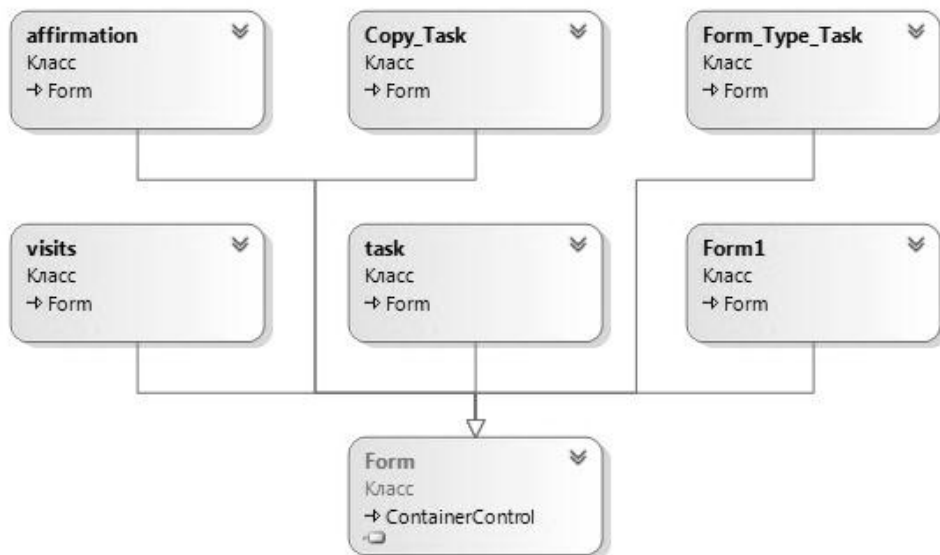 affirmation
Класс
Form
Copy_Task
Класс
Form
Form_Type_Task
Класс
Form
visits
Класс
Form
task
Класс
Form
Form1
Класс
Form
Form
Класс
ContainerControl